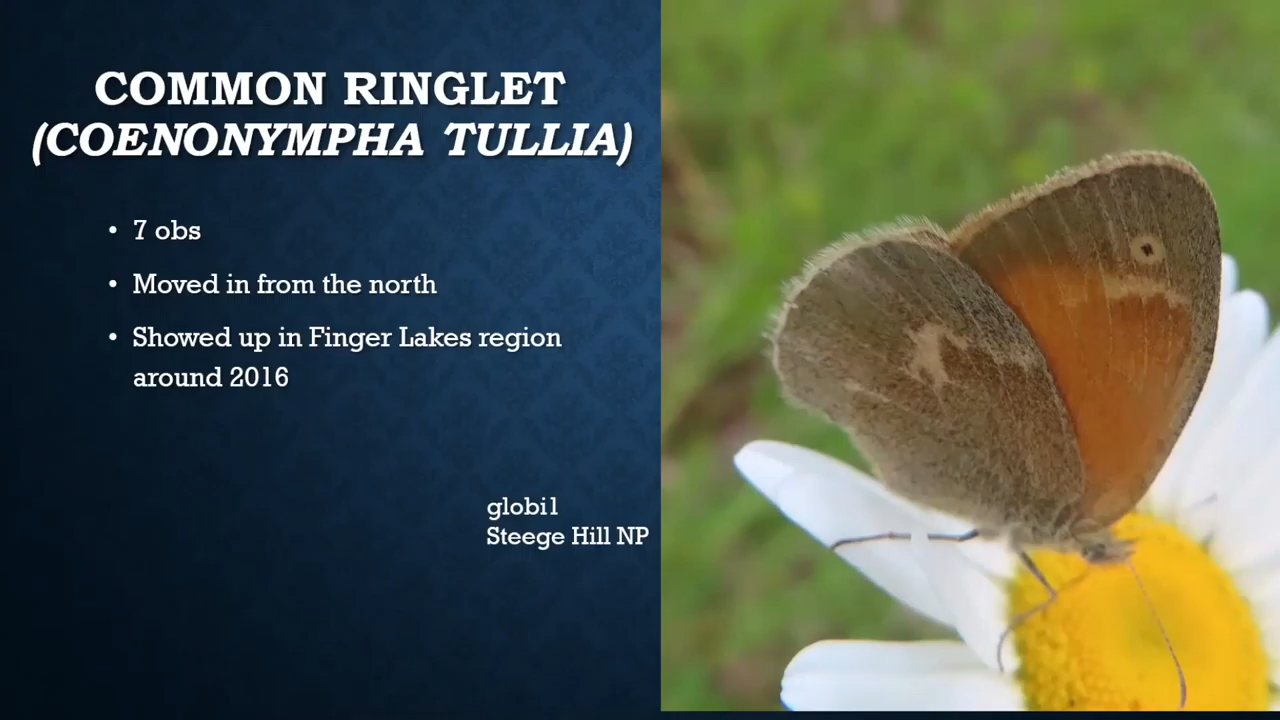 COMMON RINGLET
(COENONYMPHA TULLIA)
• 7 obs
• Moved in from the north
• Showed up in Finger Lakes region
around 2016
globi1
Steege Hill NP